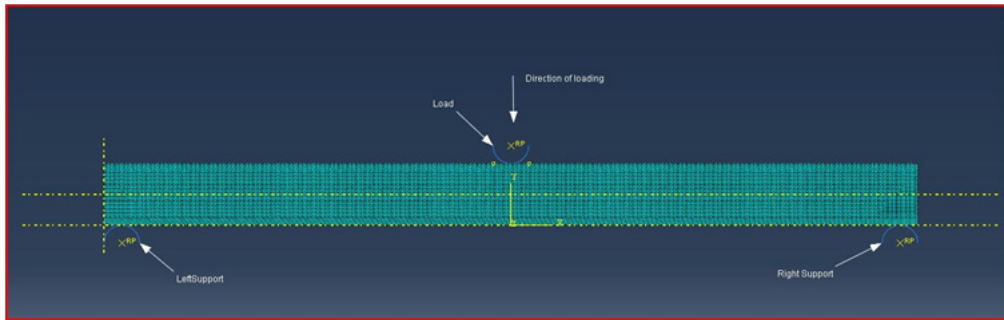 Direction of loading
Load
RP
P
P
Y
X
RP
RP
LeftSupport
Right Support